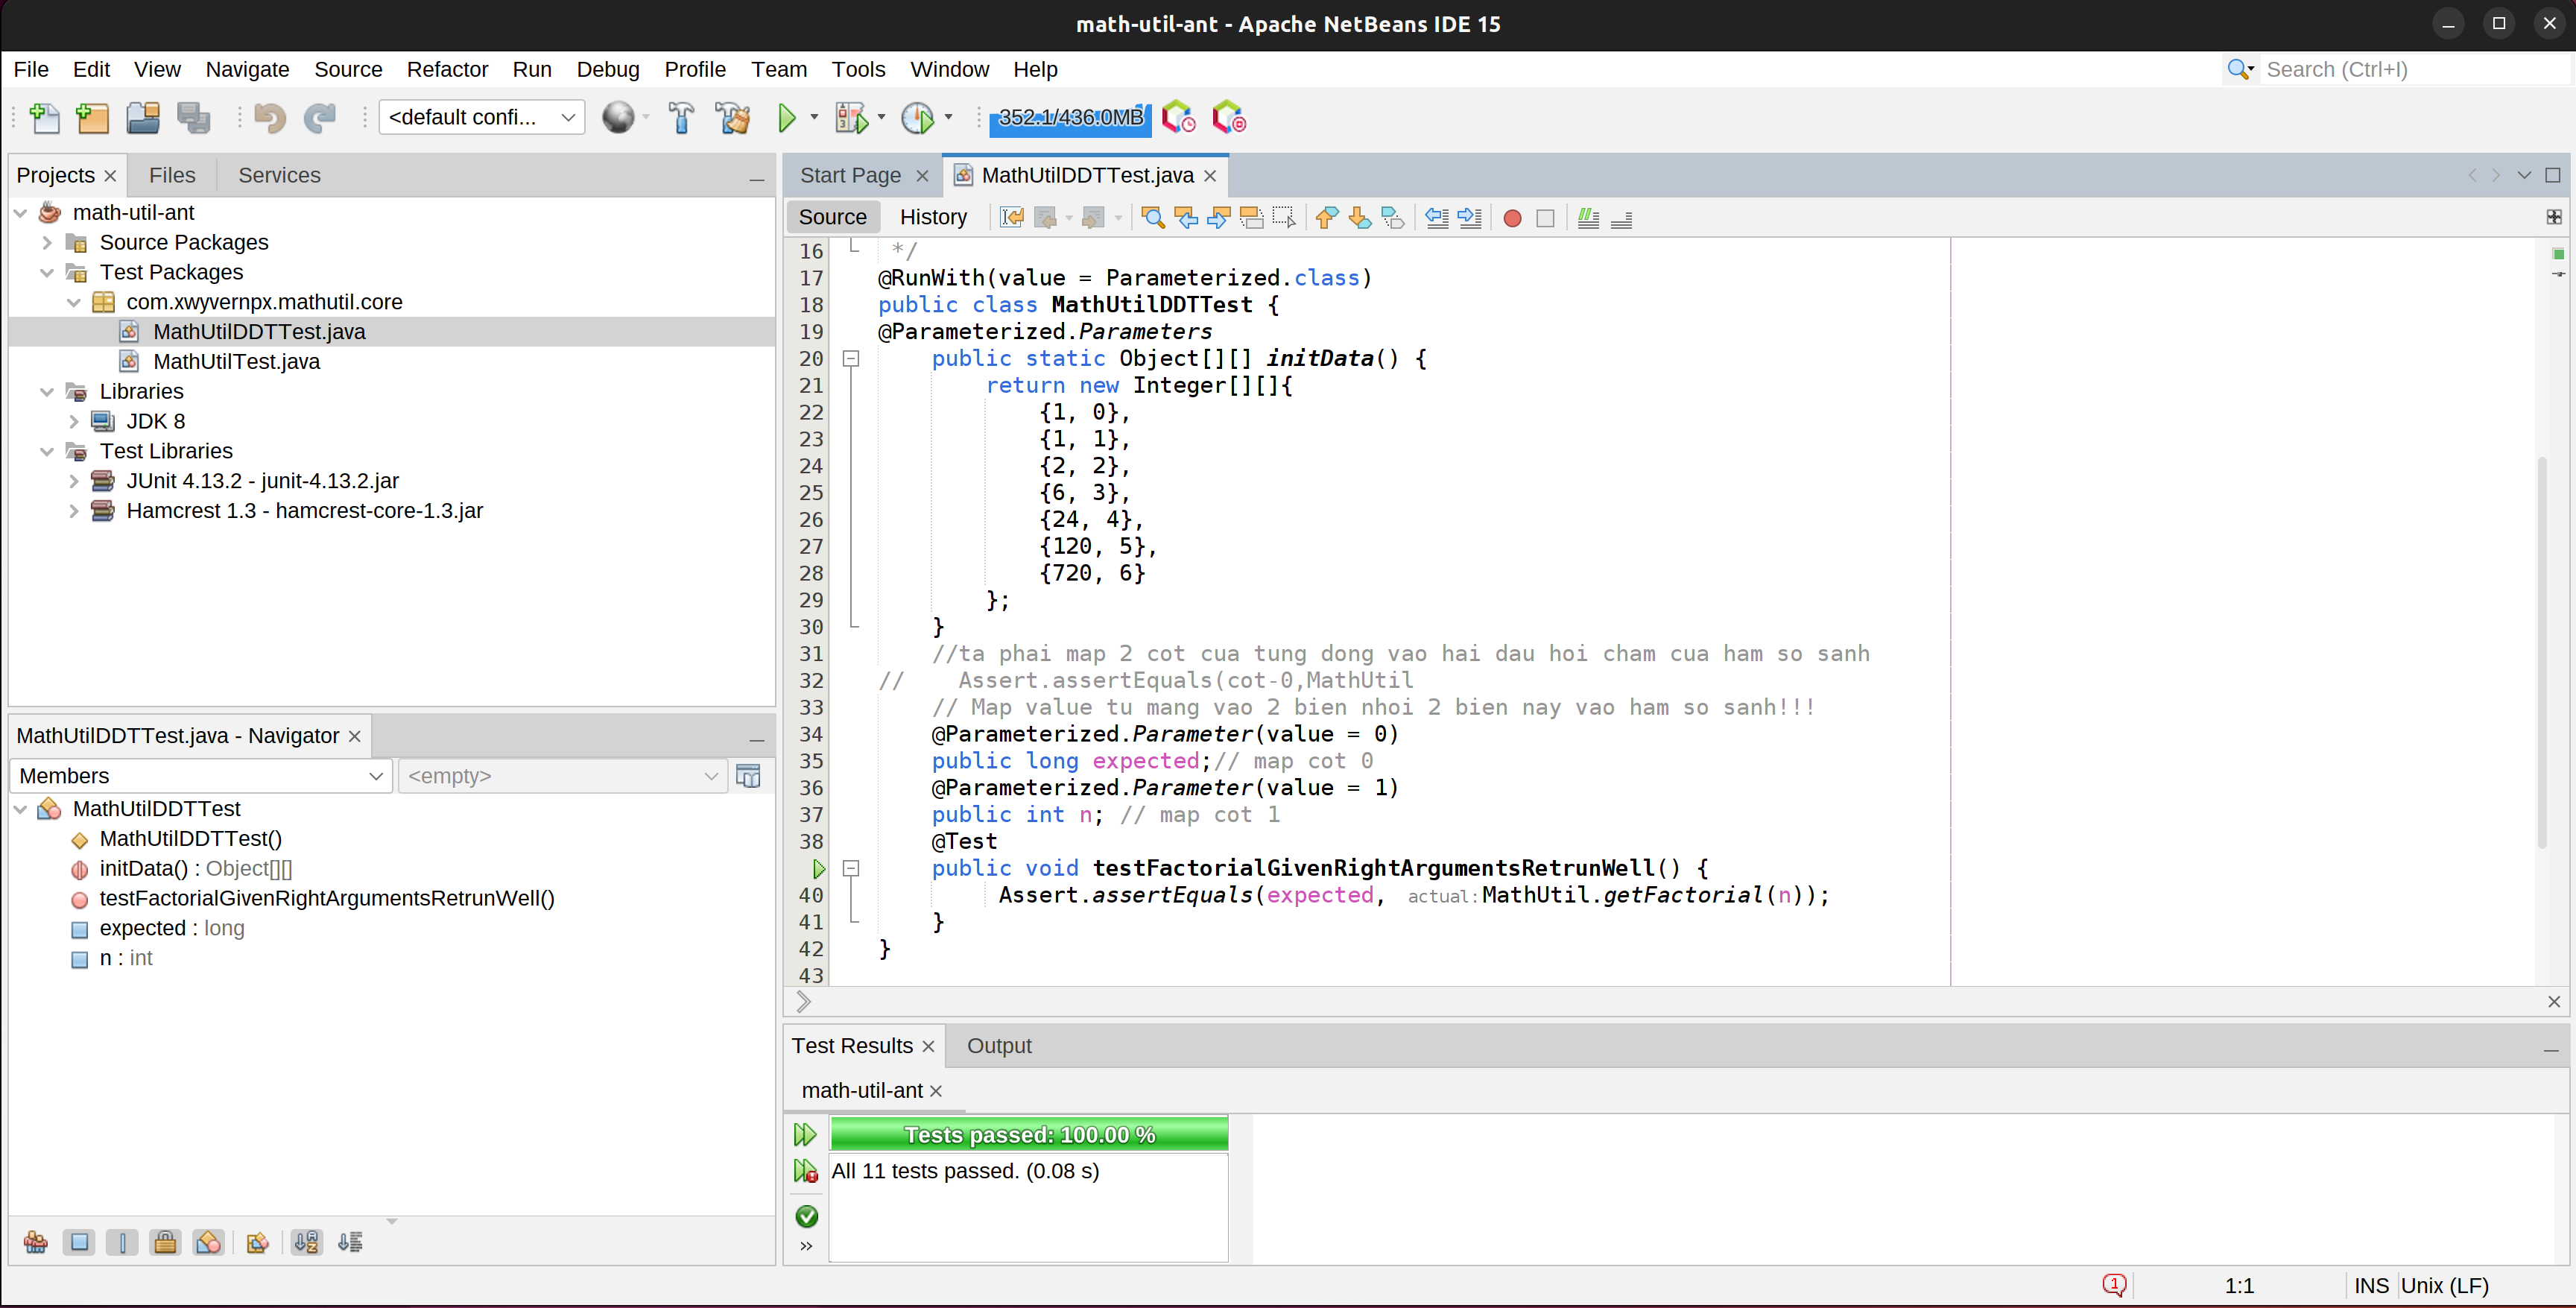 math-util-ant - Apache NetBeans IDE 15
File Edit View Navigate Source Refactor Run Debug Profile Team Tools Window Help
Search (Ctrl+I)
<default confi...
352.1/436.0MB
Projects Files Services
math-util-ant
Source Packages
Test Packages
com.xwyvernpx.mathutil.core
MathUtilDDTTest.java
MathUtilTest.java
Libraries
JDK 8
Test Libraries
JUnit 4.13.2 - junit-4.13.2.jar
Hamcrest 1.3 - hamcrest-core-1.3.jar
MathUtilDDTTest.java - Navigator
Members
<empty>
MathUtilDDTTest
MathUtilDDTTest()
initData() : Object[][]
testFactorialGivenRightArgumentsRetrunWell()
expected : long
n : int
Start Page MathUtilDDTTest.java
Source History
16 */
17 @RunWith(value = Parameterized.class)
18 public class MathUtilDDTTest {
19 @Parameterized.Parameters
20 public static Object[][] initData() {
21 return new Integer[][]{
22 {1, 0},
23 {1, 1},
24 {2, 2},
25 {6, 3},
26 {24, 4},
27 {120, 5},
28 {720, 6}
29 };
30 }
31 //ta phai map 2 cot cua tung dong vao hai dau hoi cham cua ham so sanh
32 // Assert.assertEquals(cot-0,MathUtil
33 // Map value tu mang vao 2 bien nhoi 2 bien nay vao ham so sanh!!!
34 @Parameterized.Parameter(value = 0)
35 public long expected;// map cot 0
36 @Parameterized.Parameter(value = 1)
37 public int n; // map cot 1
38 @Test
public void testFactorialGivenRightArgumentsRetrunWell() {
40 Assert.assertEquals(expected, actual: MathUtil.getFactorial(n));
41 }
42 }
43
Test Results Output
math-util-ant
Tests passed: 100.00 %
All 11 tests passed. (0.08 s)
1 1:1 INS Unix (LF)